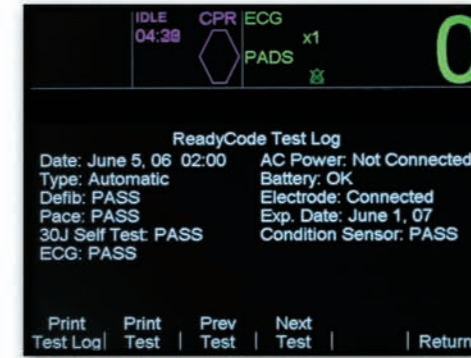 IDLE CPR ECG
04:38 x1
PADS
0
ReadyCode Test Log
Date: June 5, 06 02:00 AC Power: Not Connected
Type: Automatic Battery: OK
Defib: PASS Electrode: Connected
Pace: PASS Exp. Date: June 1, 07
30J Self Test: PASS Condition Sensor: PASS
ECG: PASS
Print Print Prev Next
Test Log | Test | Test | Test | | Return